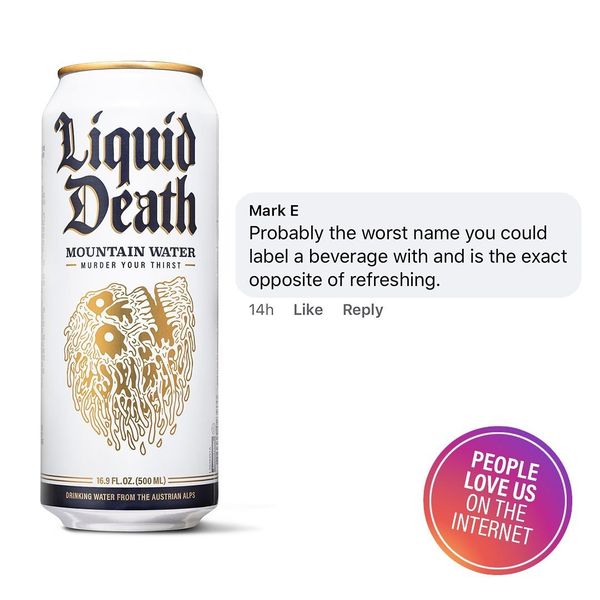 Liquid
Death
MOUNTAIN WATER
MURDER YOUR THIRST
16.9 FL.OZ.(500 ML)
DRINKING WATER FROM THE AUSTRIAN ALPS
Mark E
Probably the worst name you could
label a beverage with and is the exact
opposite of refreshing.
14h Like Reply
PEOPLE
LOVE US
ON THE
INTERNET